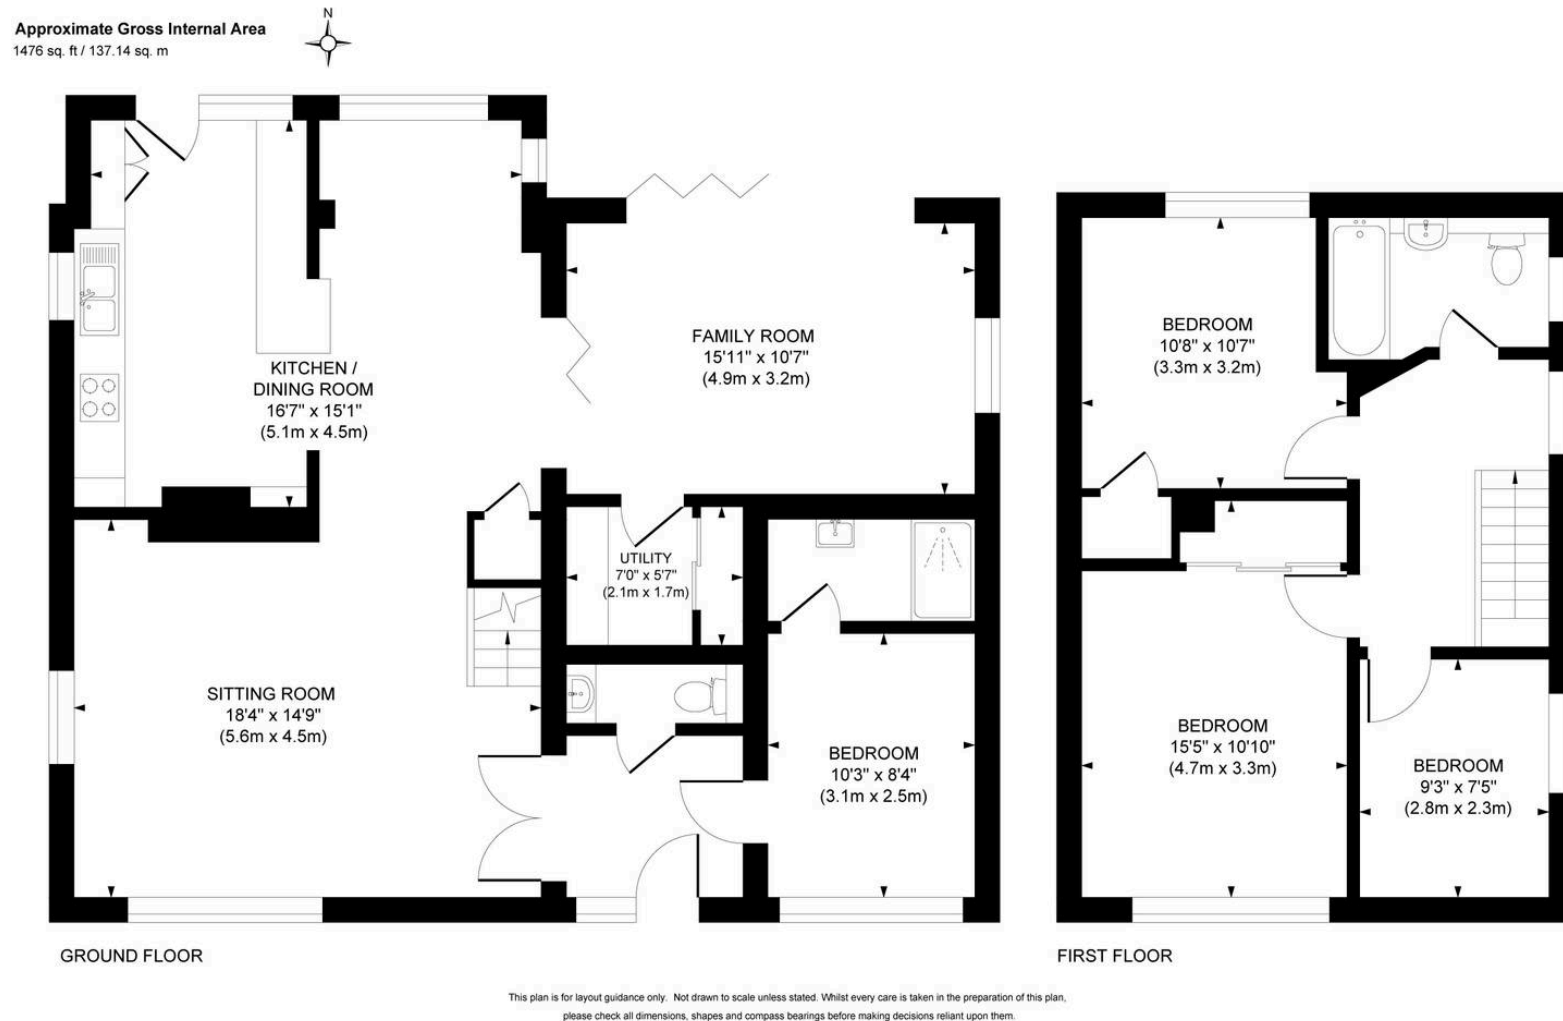 N
Approximate Gross Internal Area
1476 sq. ft / 137.14 sq. m
KITCHEN /
DINING ROOM
16'7" x 15'1"
(5.1m x 4.5m)
FAMILY ROOM
15'11" x 10'7"
(4.9m x 3.2m)
UTILITY
7'0" x 5'7"
(2.1m x 1.7m)
SITTING ROOM
18'4" x 14'9"
(5.6m x 4.5m)
BEDROOM
10'3" x 8'4"
(3.1m x 2.5m)
GROUND FLOOR
BEDROOM
10'8" x 10'7"
(3.3m x 3.2m)
BEDROOM
15'5" x 10'10"
(4.7m x 3.3m)
BEDROOM
9'3" x 7'5"
(2.8m x 2.3m)
FIRST FLOOR
This plan is for layout guidance only. Not drawn to scale unless stated. Whilst every care is taken in the preparation of this plan,
please check all dimensions, shapes and compass bearings before making decisions reliant upon them.